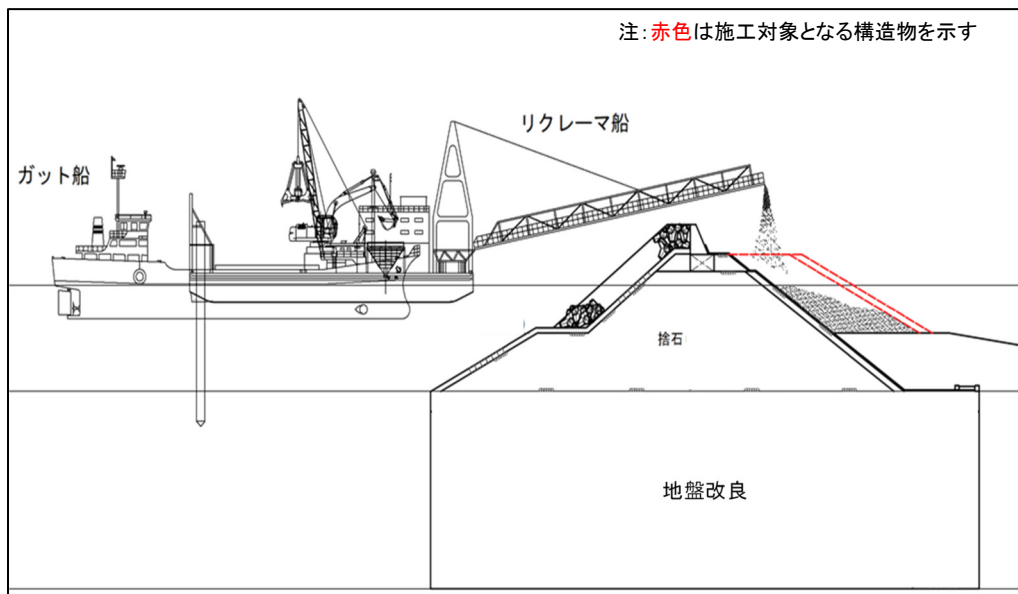 注：赤色は施工対象となる構造物を示す
リクレーマ船
ガット船
捨石
地盤改良